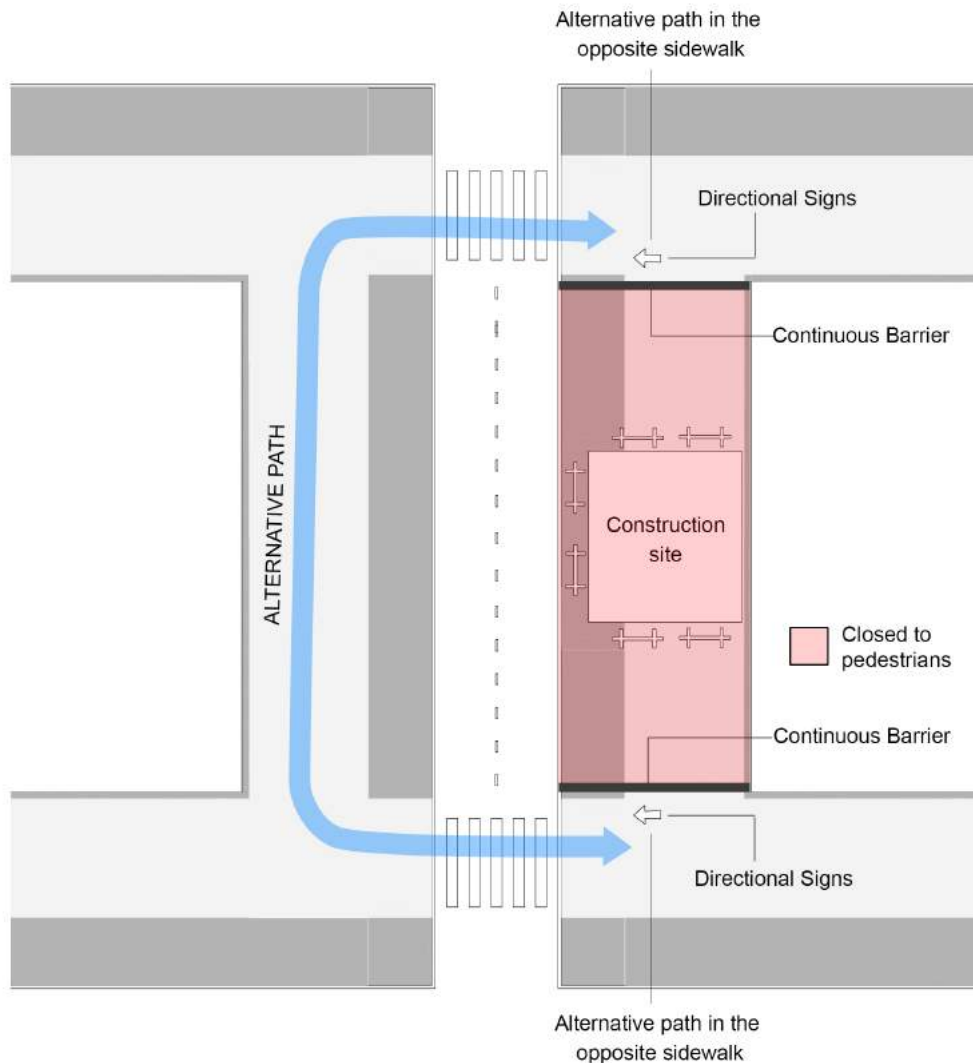 Alternative path in the
opposite sidewalk
Directional Signs
Continuous Barrier
ALTERNATIVE PATH
Construction
site
Closed to
pedestrians
Continuous Barrier
Directional Signs
Alternative path in the
opposite sidewalk